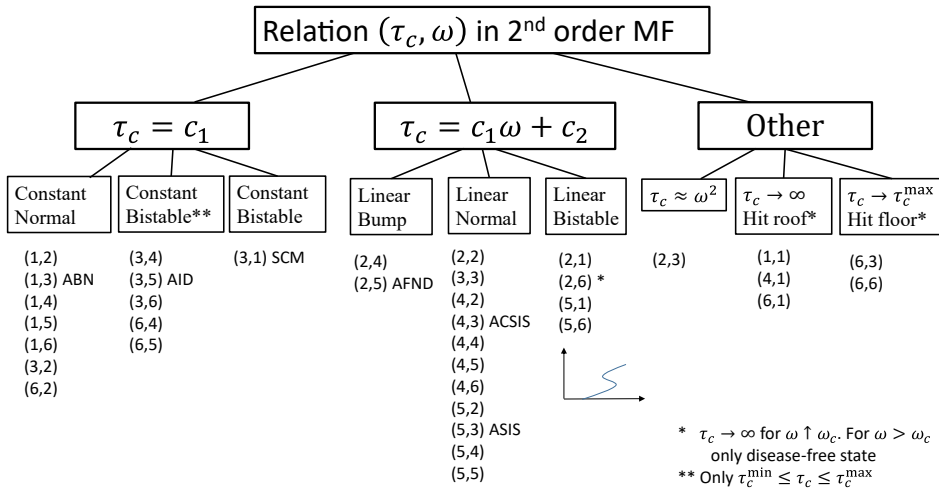 Relation (τ_c, ω) in 2nd order MF
τ_c = c_1
τ_c = c_1ω + c_2
Other
Constant
Normal
Constant
Bistable**
Constant
Bistable
Linear
Bump
Linear
Normal
Linear
Bistable
τ_c ≈ ω^2
τ_c → ∞
Hit roof*
τ_c → τ_c^max
Hit floor*
(1,2)
(1,3) ABN
(1,4)
(1,5)
(1,6)
(3,2)
(6,2)
(3,4)
(3,5) AID
(3,6)
(6,4)
(6,5)
(3,1) SCM
(2,4)
(2,5) AFND
(2,2)
(3,3)
(4,2)
(4,3) ACSIS
(4,4)
(4,5)
(4,6)
(5,2)
(5,3) ASIS
(5,4)
(5,5)
(2,1)
(2,6) *
(5,1)
(5,6)
(2,3)
(1,1)
(4,1)
(6,1)
(6,3)
(6,6)
* τ_c → ∞ for ω ↑ ω_c. For ω > ω_c
only disease-free state
** Only τ_c^min ≤ τ_c ≤ τ_c^max